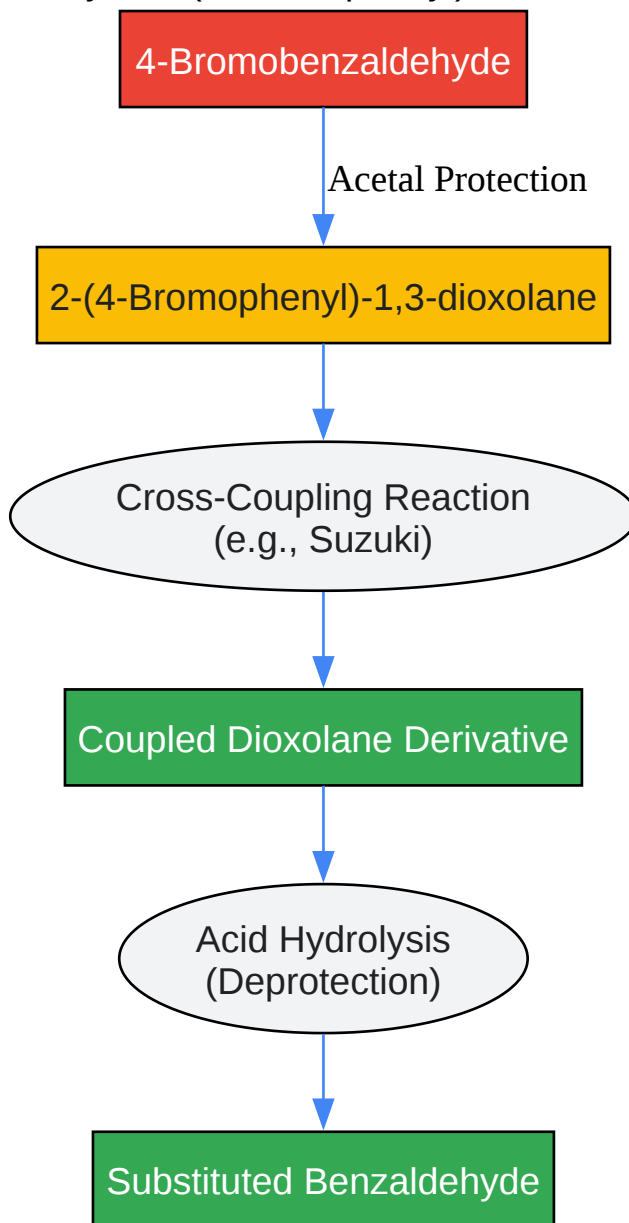 4-Bromobenzaldehyde
Acetal Protection
2-(4-Bromophenyl)-1,3-dioxolane
Cross-Coupling Reaction
(e.g., Suzuki)
Coupled Dioxolane Derivative
Acid Hydrolysis
(Deprotection)
Substituted Benzaldehyde